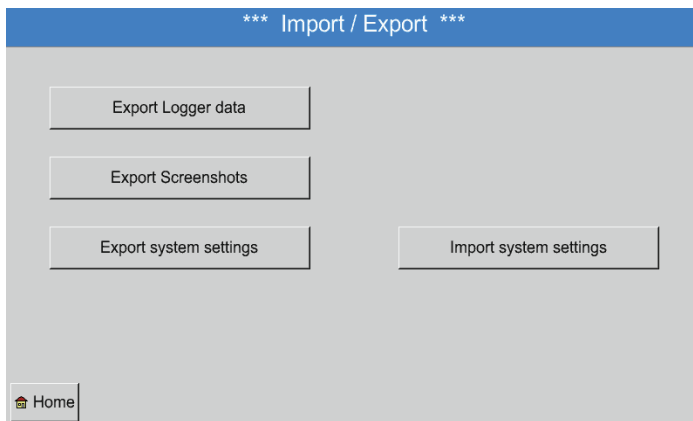 *** Import / Export ***
Export Logger data
Export Screenshots
Export system settings
Import system settings
Home